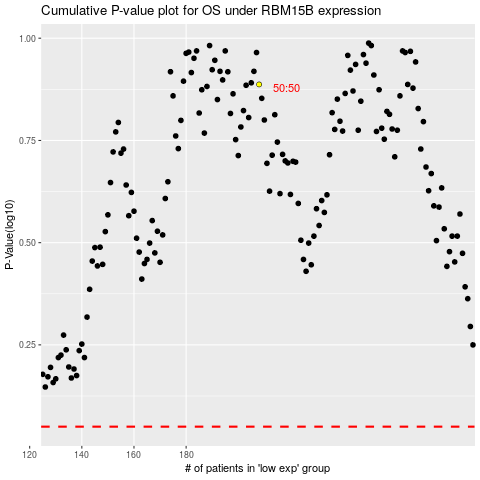 Cumulative P-value plot for OS under RBM15B expression
1.00
50:50
0.75
0.50
0.25
P-Value(log10)
120 140 160 180
# of patients in 'low exp' group